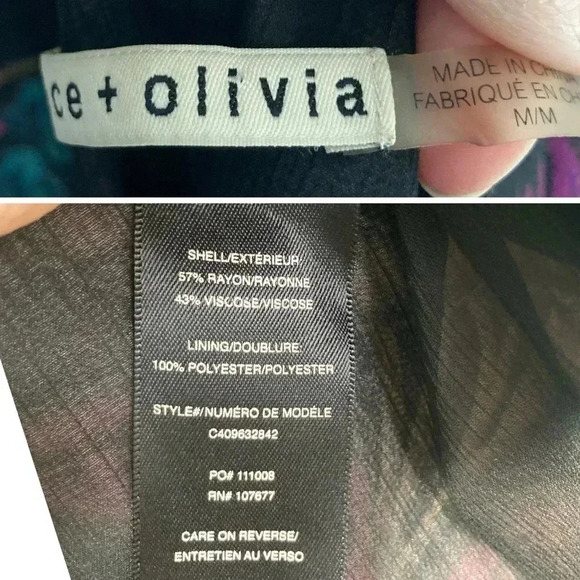 ce + olivia
MADE IN CHINA
FABRIQUÉ EN CH
M/M
SHELL/EXTÉRIEUR
57% RAYON/RAYONNE
43% VISCOSE/VISCOSE
LINING/DOUBLURE:
100% POLYESTER/POLYESTER
STYLE#/NUMÉRO DE MODÈLE
C409632842
PO# 111008
RN# 107677
CARE ON REVERSE/
ENTRETIEN AU VERSO